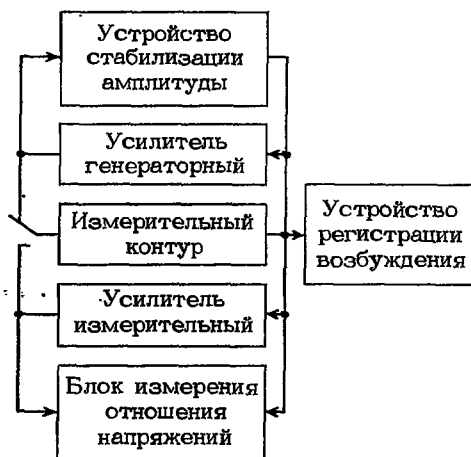 Устройство
стабилизации
амплитуды
Усилитель
генераторный
Измерительный
контур
Устройство
регистрации
возбуждения
Усилитель
измерительный
Блок измерения
отношения
напряжений